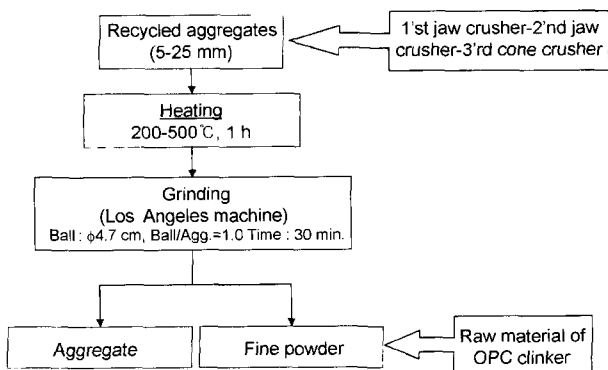 Recycled aggregates
(5-25 mm)
1'st jaw crusher-2'nd jaw
crusher-3'rd cone crusher
Heating
200-500℃, 1 h
Grinding
(Los Angeles machine)
Ball : ϕ4.7 cm, Ball/Agg.=1.0 Time : 30 min.
Aggregate
Fine powder
Raw material of
OPC clinker